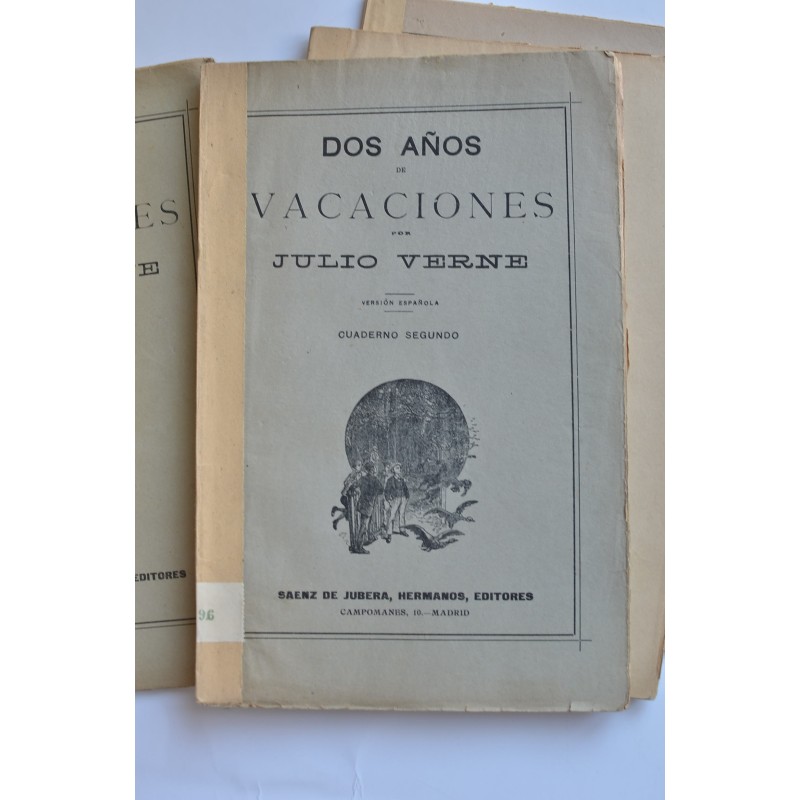 DOS AÑOS
DE
VACACIONES
POR
JULIO VERNE
VERSIÓN ESPAÑOLA
CUADERNO SEGUNDO
SAENZ DE JUBERA, HERMANOS, EDITORES
CAMPOMANES, 10.—MADRID
96
ES
E
EDITORES